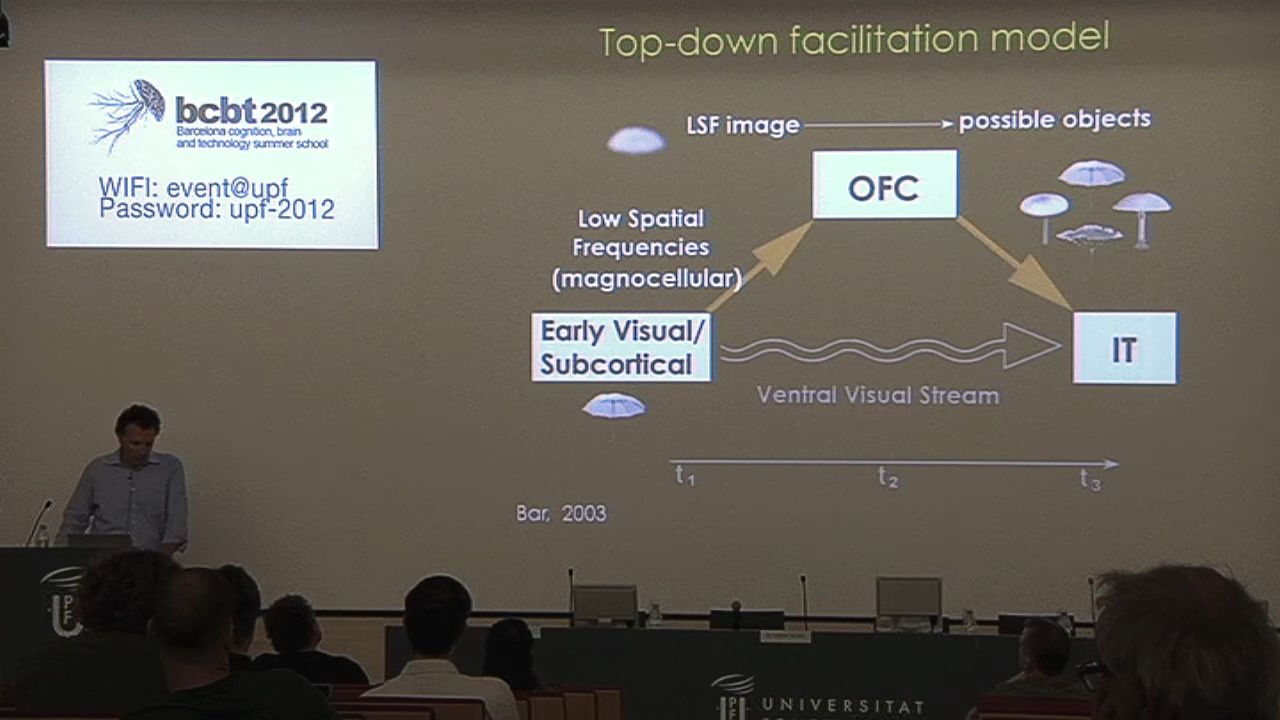 Top-down facilitation model
bcbt 2012
Barcelona cognition, brain
and technology summer school
WIFI: event@upf
Password: upf-2012
LSF image
possible objects
OFC
Low Spatial
Frequencies
(magnocellular)
Early Visual/
Subcortical
IT
Ventral Visual Stream
t1
t2
t3
Bar, 2003
UNIVERSITAT